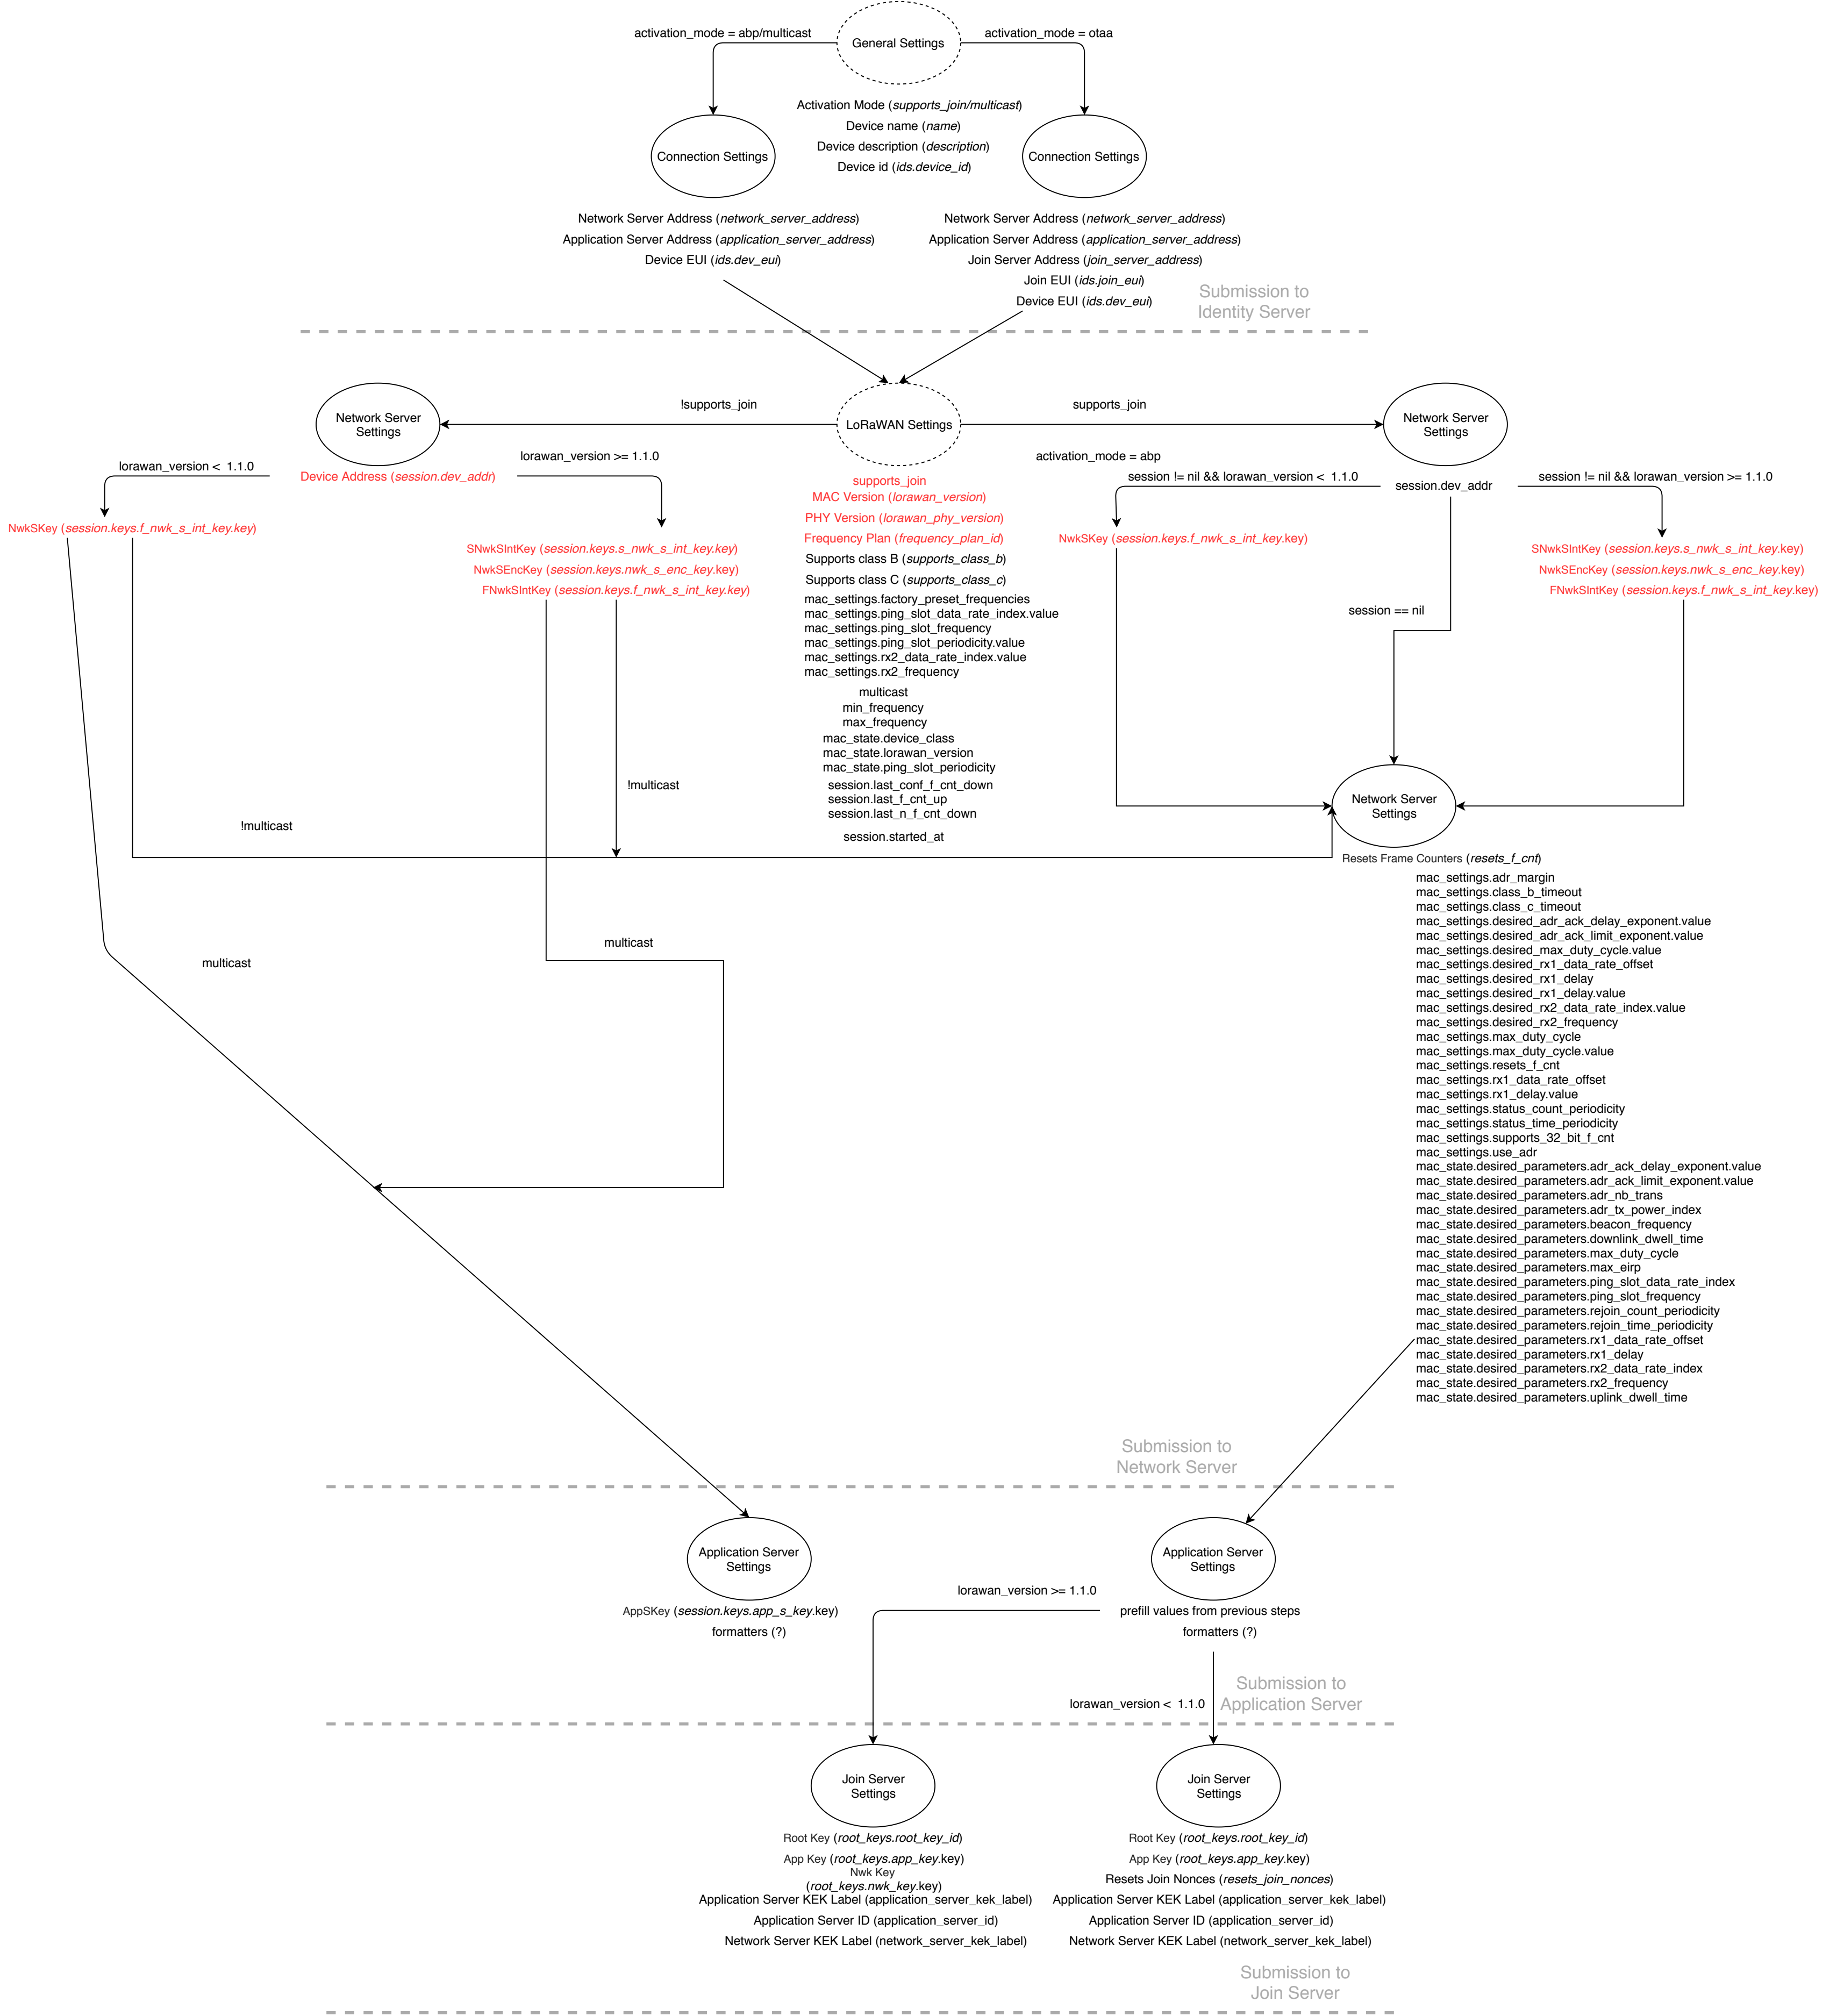 activation_mode = abp/multicast
General Settings
activation_mode = otaa
Activation Mode (supports_join/multicast)
Device name (name)
Device description (description)
Device id (ids.device_id)
Connection Settings
Connection Settings
Network Server Address (network_server_address)
Application Server Address (application_server_address)
Device EUI (ids.dev_eui)
Network Server Address (network_server_address)
Application Server Address (application_server_address)
Join Server Address (join_server_address)
Join EUI (ids.join_eui)
Device EUI (ids.dev_eui)
Submission to
Identity Server
Network Server
Settings
!supports_join
LoRaWAN Settings
supports_join
Network Server
Settings
lorawan_version < 1.1.0
Device Address (session.dev_addr)
lorawan_version >= 1.1.0
NwkSKey (session.keys.f_nwk_s_int_key.key)
SNwkSIntKey (session.keys.s_nwk_s_int_key.key)
NwkSEncKey (session.keys.nwk_s_enc_key.key)
FNwkSIntKey (session.keys.f_nwk_s_int_key.key)
supports_join
MAC Version (lorawan_version)
PHY Version (lorawan_phy_version)
Frequency Plan (frequency_plan_id)
Supports class B (supports_class_b)
Supports class C (supports_class_c)
mac_settings.factory_preset_frequencies
mac_settings.ping_slot_data_rate_index.value
mac_settings.ping_slot_frequency
mac_settings.ping_slot_periodicity.value
mac_settings.rx2_data_rate_index.value
mac_settings.rx2_frequency
multicast
min_frequency
max_frequency
mac_state.device_class
mac_state.lorawan_version
mac_state.ping_slot_periodicity
session.last_conf_f_cnt_down
session.last_f_cnt_up
session.last_n_f_cnt_down
session.started_at
activation_mode = abp
session != nil && lorawan_version < 1.1.0
session.dev_addr
session != nil && lorawan_version >= 1.1.0
NwkSKey (session.keys.f_nwk_s_int_key.key)
SNwkSIntKey (session.keys.s_nwk_s_int_key.key)
NwkSEncKey (session.keys.nwk_s_enc_key.key)
FNwkSIntKey (session.keys.f_nwk_s_int_key.key)
session == nil
!multicast
!multicast
multicast
multicast
Network Server
Settings
Resets Frame Counters (resets_f_cnt)
mac_settings.adr_margin
mac_settings.class_b_timeout
mac_settings.class_c_timeout
mac_settings.desired_adr_ack_delay_exponent.value
mac_settings.desired_adr_ack_limit_exponent.value
mac_settings.desired_max_duty_cycle.value
mac_settings.desired_rx1_data_rate_offset
mac_settings.desired_rx1_delay
mac_settings.desired_rx1_delay.value
mac_settings.desired_rx2_data_rate_index.value
mac_settings.desired_rx2_frequency
mac_settings.max_duty_cycle
mac_settings.max_duty_cycle.value
mac_settings.resets_f_cnt
mac_settings.rx1_data_rate_offset
mac_settings.rx1_delay.value
mac_settings.status_count_periodicity
mac_settings.status_time_periodicity
mac_settings.supports_32_bit_f_cnt
mac_settings.use_adr
mac_state.desired_parameters.adr_ack_delay_exponent.value
mac_state.desired_parameters.adr_ack_limit_exponent.value
mac_state.desired_parameters.adr_nb_trans
mac_state.desired_parameters.adr_tx_power_index
mac_state.desired_parameters.beacon_frequency
mac_state.desired_parameters.downlink_dwell_time
mac_state.desired_parameters.max_duty_cycle
mac_state.desired_parameters.max_eirp
mac_state.desired_parameters.ping_slot_data_rate_index
mac_state.desired_parameters.ping_slot_frequency
mac_state.desired_parameters.rejoin_count_periodicity
mac_state.desired_parameters.rejoin_time_periodicity
mac_state.desired_parameters.rx1_data_rate_offset
mac_state.desired_parameters.rx1_delay
mac_state.desired_parameters.rx2_data_rate_index
mac_state.desired_parameters.rx2_frequency
mac_state.desired_parameters.uplink_dwell_time
Submission to
Network Server
Application Server
Settings
AppSKey (session.keys.app_s_key.key)
formatters (?)
Application Server
Settings
lorawan_version >= 1.1.0
prefill values from previous steps
formatters (?)
lorawan_version < 1.1.0
Submission to
Application Server
Join Server
Settings
Root Key (root_keys.root_key_id)
App Key (root_keys.app_key.key)
Nwk Key
(root_keys.nwk_key.key)
Application Server KEK Label (application_server_kek_label)
Application Server ID (application_server_id)
Network Server KEK Label (network_server_kek_label)
Join Server
Settings
Root Key (root_keys.root_key_id)
App Key (root_keys.app_key.key)
Resets Join Nonces (resets_join_nonces)
Application Server KEK Label (application_server_kek_label)
Application Server ID (application_server_id)
Network Server KEK Label (network_server_kek_label)
Submission to
Join Server